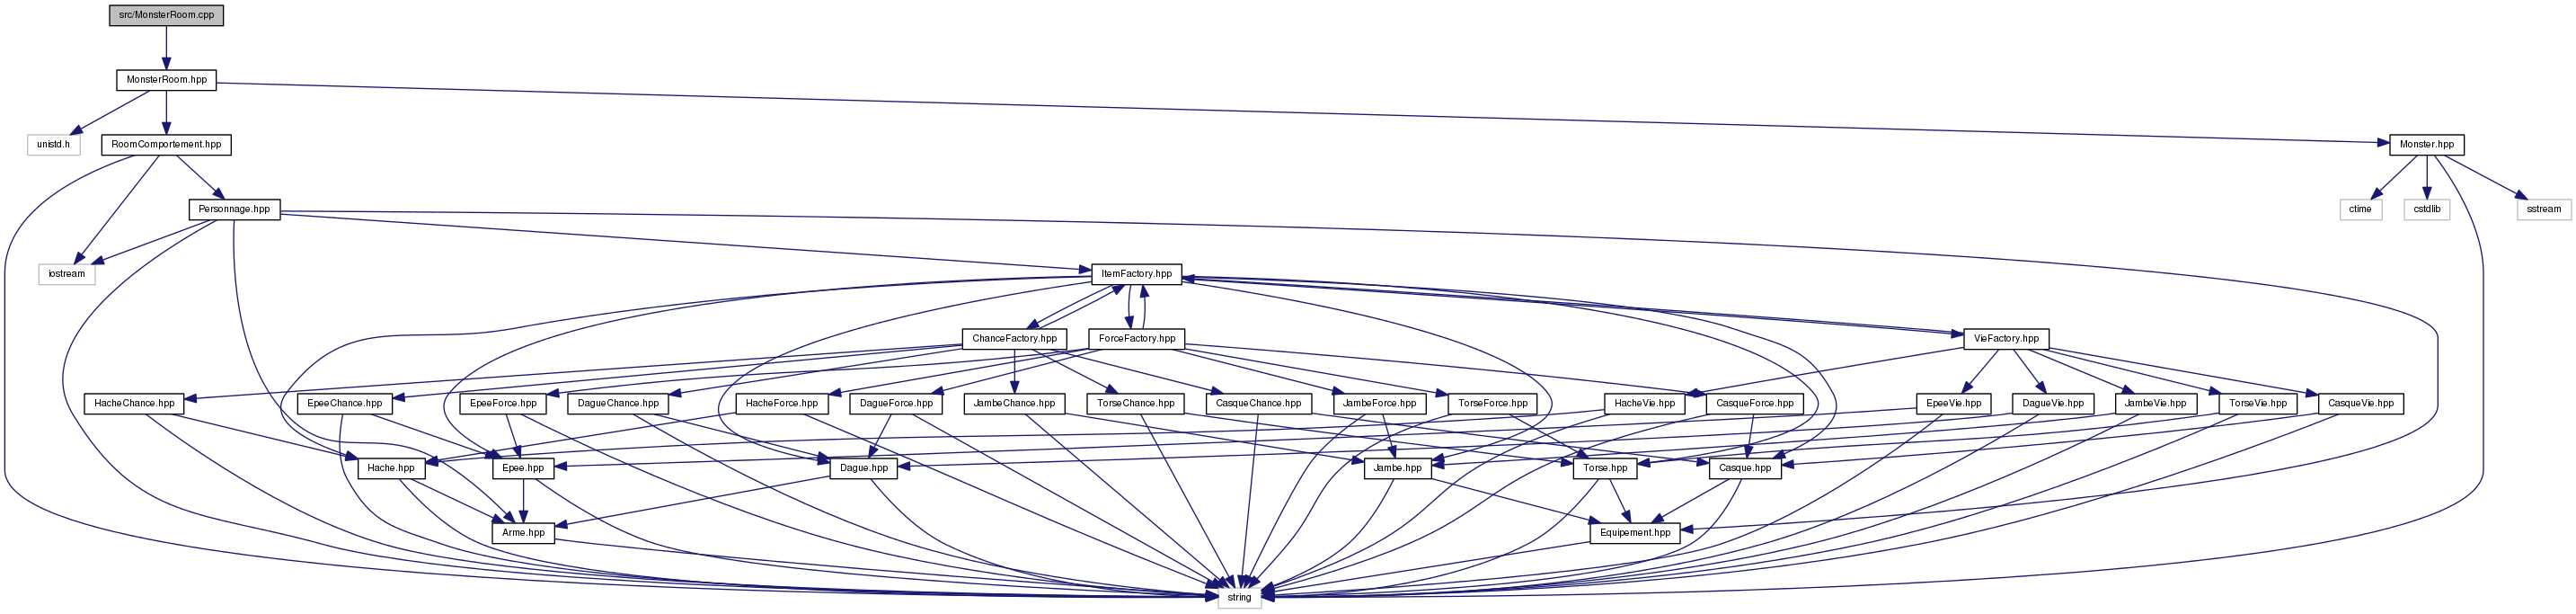 src/MonsterRoom.cpp
MonsterRoom.hpp
unistd.h
RoomComportement.hpp
Monster.hpp
Personnage.hpp
ctime
cstdlib
sstream
iostream
ItemFactory.hpp
ChanceFactory.hpp
ForceFactory.hpp
VieFactory.hpp
HacheChance.hpp
EpeeChance.hpp
EpeeForce.hpp
DagueChance.hpp
HacheForce.hpp
DagueForce.hpp
JambeChance.hpp
TorseChance.hpp
CasqueChance.hpp
JambeForce.hpp
TorseForce.hpp
HacheVie.hpp
CasqueForce.hpp
EpeeVie.hpp
DagueVie.hpp
JambeVie.hpp
TorseVie.hpp
CasqueVie.hpp
Hache.hpp
Epee.hpp
Dague.hpp
Jambe.hpp
Torse.hpp
Casque.hpp
Arme.hpp
Equipement.hpp
string